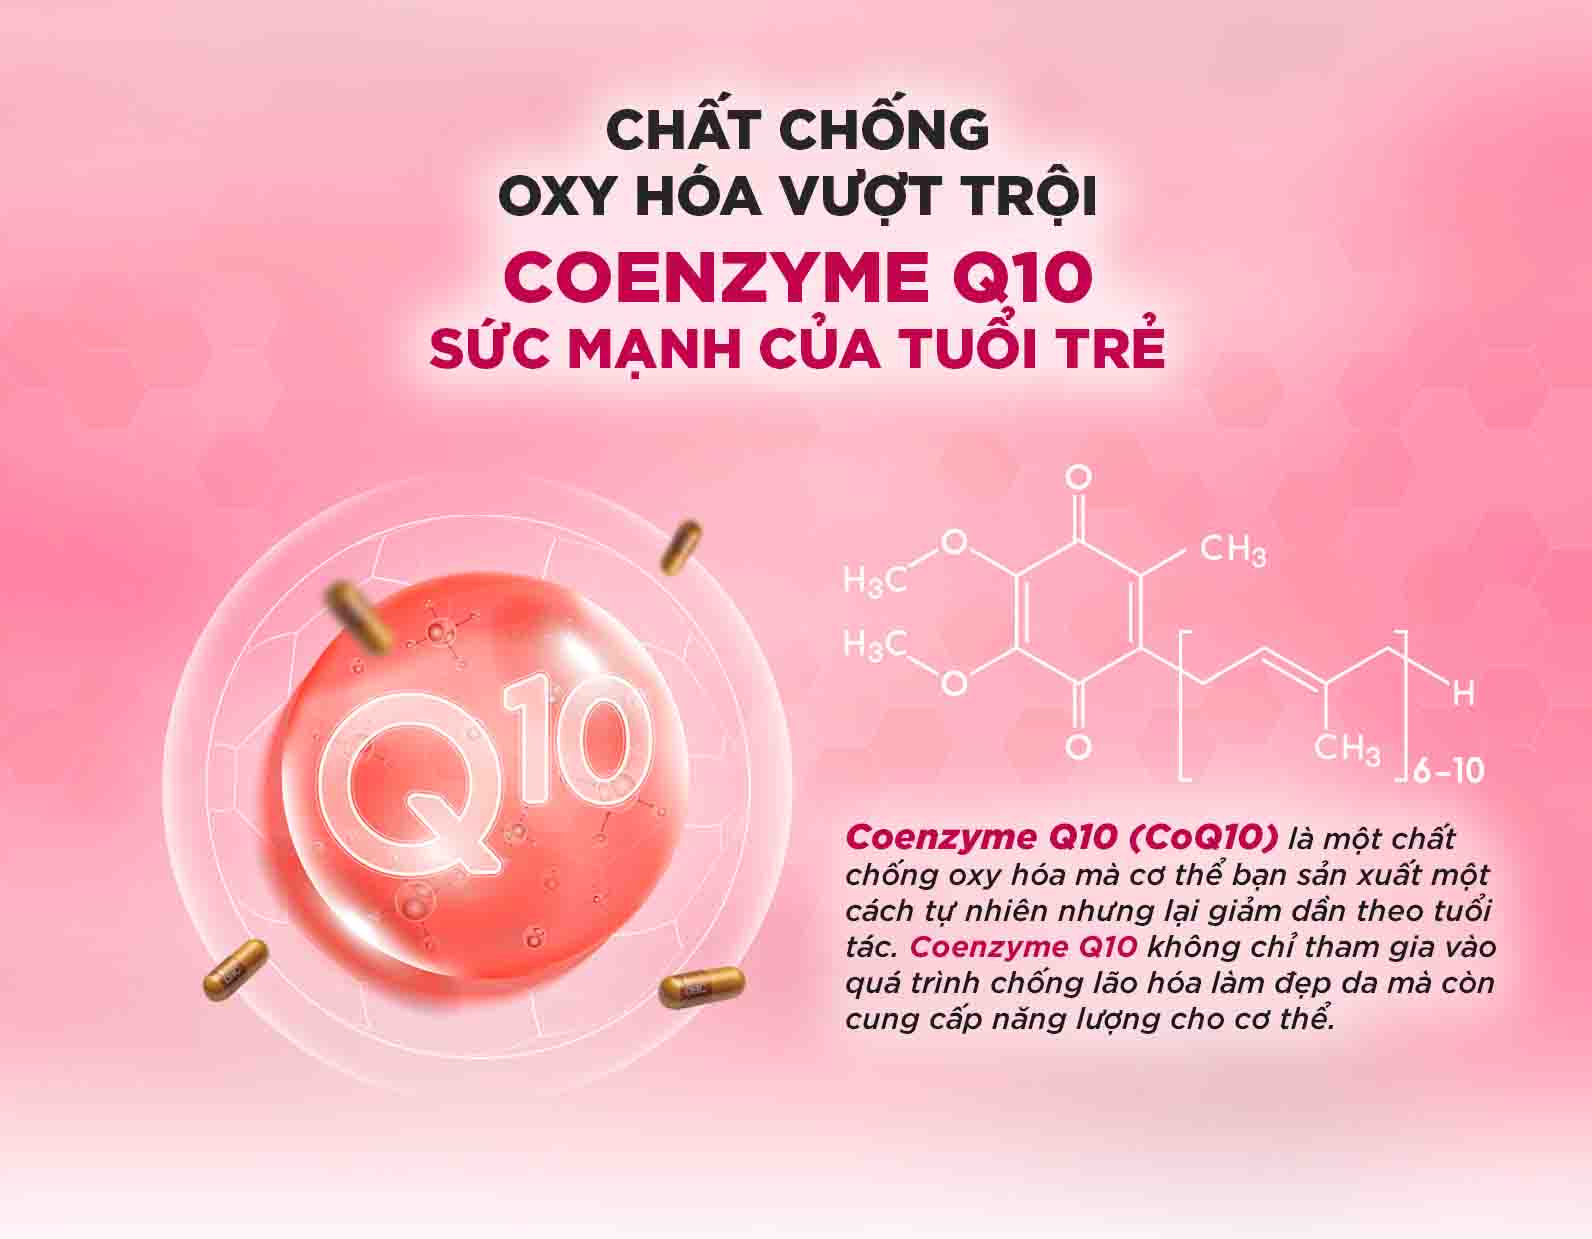 CHẤT CHỐNG
OXY HÓA VƯỢT TRỘI
COENZYME Q10
SỨC MẠNH CỦA TUỔI TRẺ
Q10
O
O
CH3
H3C
H3C
O
O
H
CH3
6-10
Coenzyme Q10 (CoQ10) là một chất
chống oxy hóa mà cơ thể bạn sản xuất một
cách tự nhiên nhưng lại giảm dần theo tuổi
tác. Coenzyme Q10 không chỉ tham gia vào
quá trình chống lão hóa làm đẹp da mà còn
cung cấp năng lượng cho cơ thể.